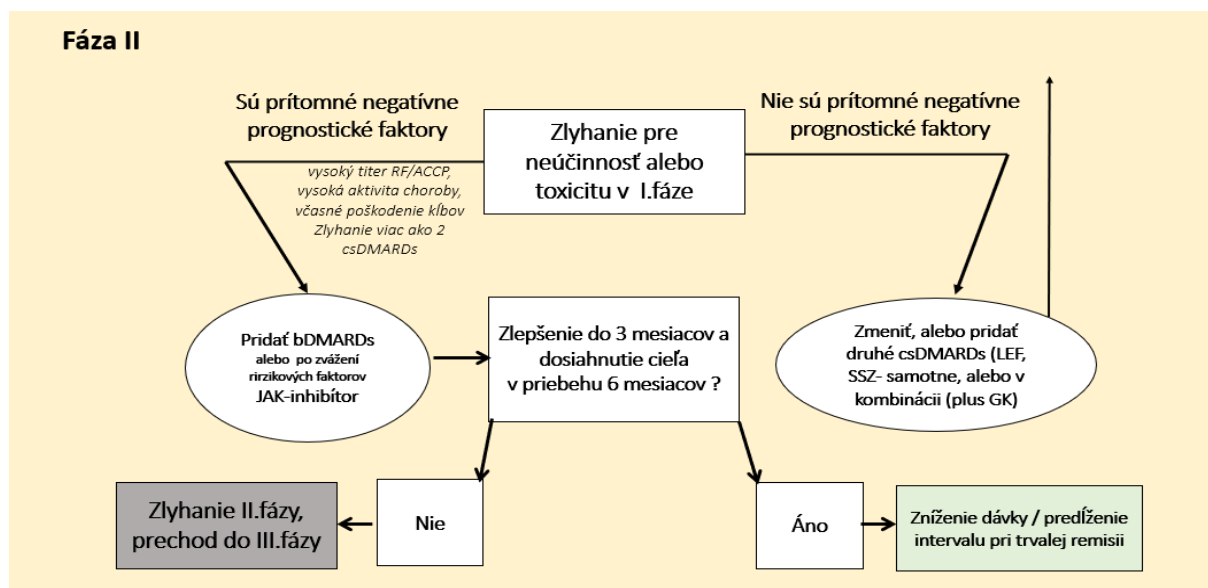 Fáza II
Sú prítomné negatívne
prognostické faktory
Zlyhanie pre
neúčinnosť alebo
toxicitu v I.fáze
Nie sú prítomné negatívne
prognostické faktory
vysoký titer RF/ACCP,
vysoká aktivita choroby,
včasné poškodenie kĺbov
Zlyhanie viac ako 2
csDMARDs
Pridať bDMARDs
alebo po zvážení
rirzikových faktorov
JAK-inhibítor
Zlepšenie do 3 mesiacov a
dosiahnutie cieľa
v priebehu 6 mesiacov ?
Zmeniť, alebo pridať
druhé csDMARDs (LEF,
SSZ- samotne, alebo v
kombinácii (plus GK)
Zlyhanie II.fázy,
prechod do III.fázy
Nie
Áno
Zníženie dávky / predĺženie
intervalu pri trvalej remisii